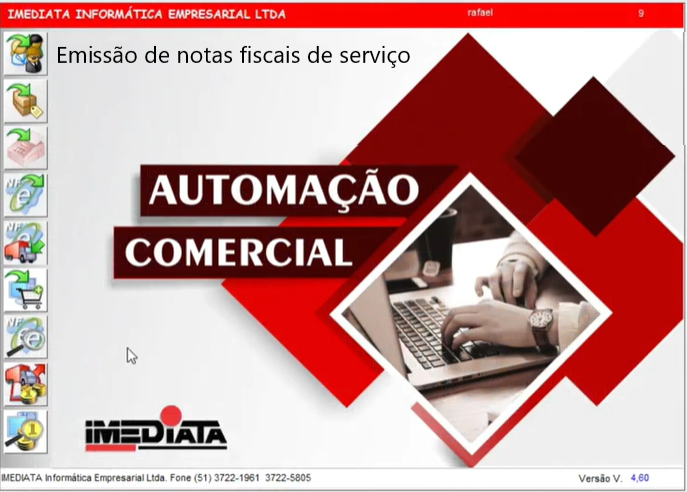 IMEDIATA INFORMÁTICA EMPRESARIAL LTDA rafael 9
Emissão de notas fiscais de serviço
AUTOMAÇÃO
COMERCIAL
IMEDIATA
IMEDIATA Informática Empresarial Ltda. Fone (51) 3722-1961 3722-5805 Versão V. 4,60